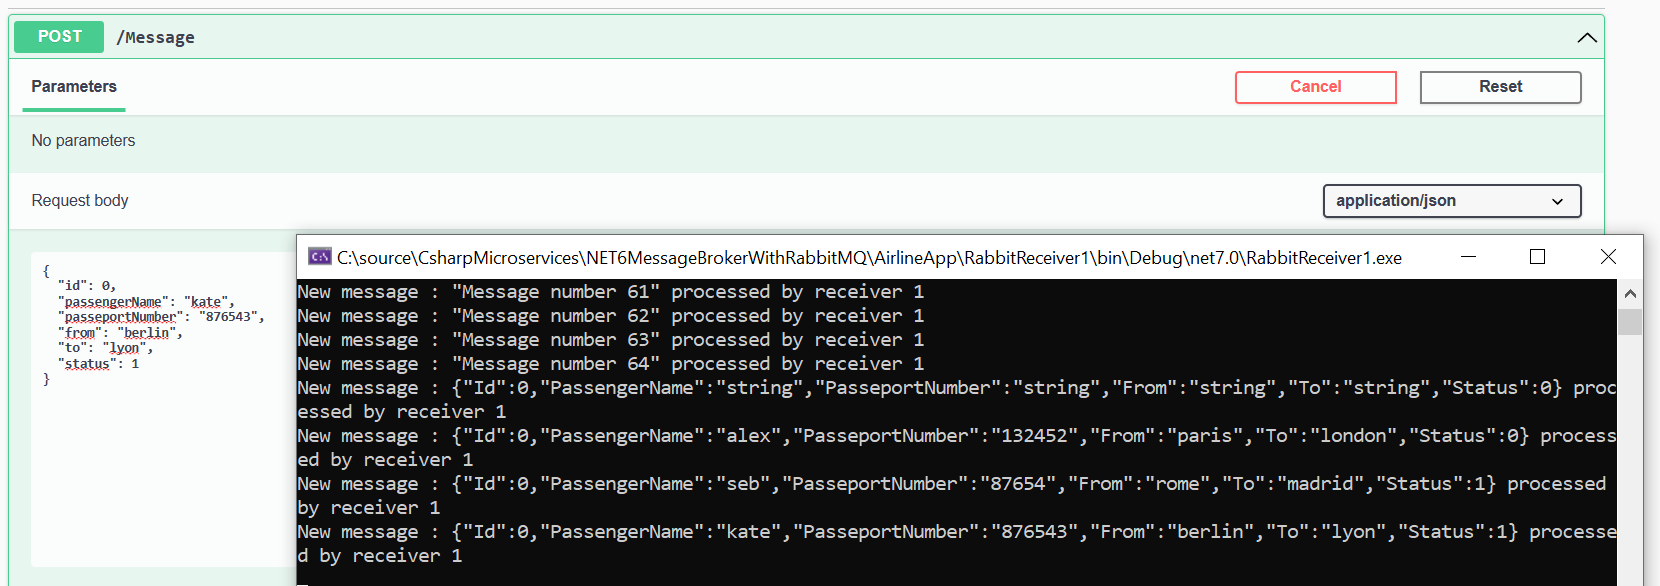 POST /Message
Parameters
Cancel
Reset
No parameters
Request body
application/json
{
"id": 0,
"passengerName": "kate",
"passeportNumber": "876543",
"from": "berlin",
"to": "lyon",
"status": 1
}
C:\source\CsharpMicroservices\NET6MessageBrokerWithRabbitMQ\AirlineApp\RabbitReceiver1\bin\Debug\net7.0\RabbitReceiver1.exe
New message : "Message number 61" processed by receiver 1
New message : "Message number 62" processed by receiver 1
New message : "Message number 63" processed by receiver 1
New message : "Message number 64" processed by receiver 1
New message : {"Id":0,"PassengerName":"string","PasseportNumber":"string","From":"string","To":"string","Status":0} proc
essed by receiver 1
New message : {"Id":0,"PassengerName":"alex","PasseportNumber":"132452","From":"paris","To":"london","Status":0} process
ed by receiver 1
New message : {"Id":0,"PassengerName":"seb","PasseportNumber":"87654","From":"rome","To":"madrid","Status":1} processed
by receiver 1
New message : {"Id":0,"PassengerName":"kate","PasseportNumber":"876543","From":"berlin","To":"lyon","Status":1} processe
d by receiver 1